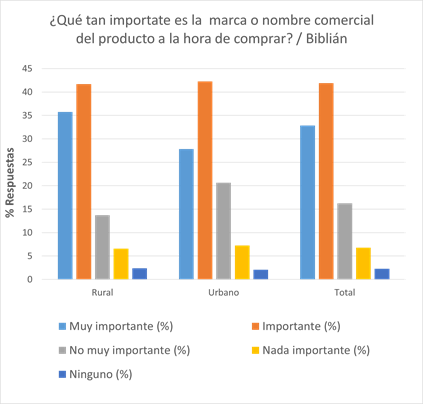 ¿Qué tan importate es la  marca o nombre comercial
del producto a la hora de comprar? / Biblián
% Respuestas
50
45
40
35
30
25
20
15
10
5
0
Rural Urbano Total
Muy importante (%) Importante (%)
No muy importante (%) Nada importante (%)
Ninguno (%)